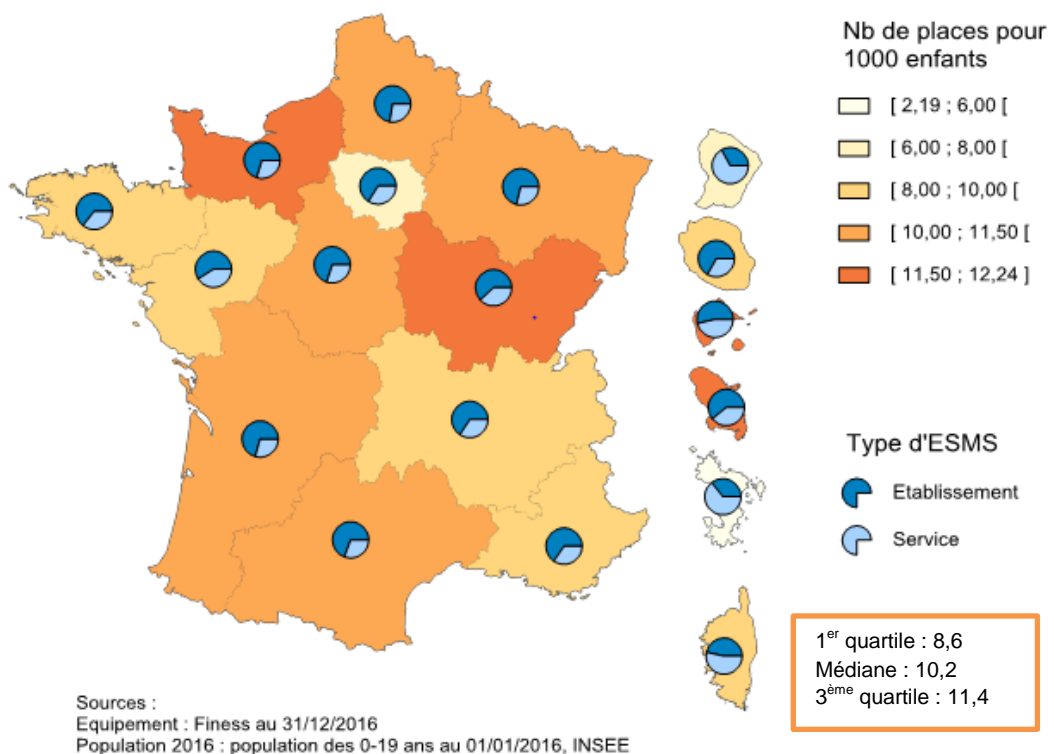 Nb de places pour
1000 enfants
[ 2,19 ; 6,00 [
[ 6,00 ; 8,00 [
[ 8,00 ; 10,00 [
[ 10,00 ; 11,50 [
[ 11,50 ; 12,24 ]
Type d'ESMS
Etablissement
Service
1er quartile : 8,6
Médiane : 10,2
3ème quartile : 11,4
Sources :
Equipement : Finess au 31/12/2016
Population 2016 : population des 0-19 ans au 01/01/2016, INSEE